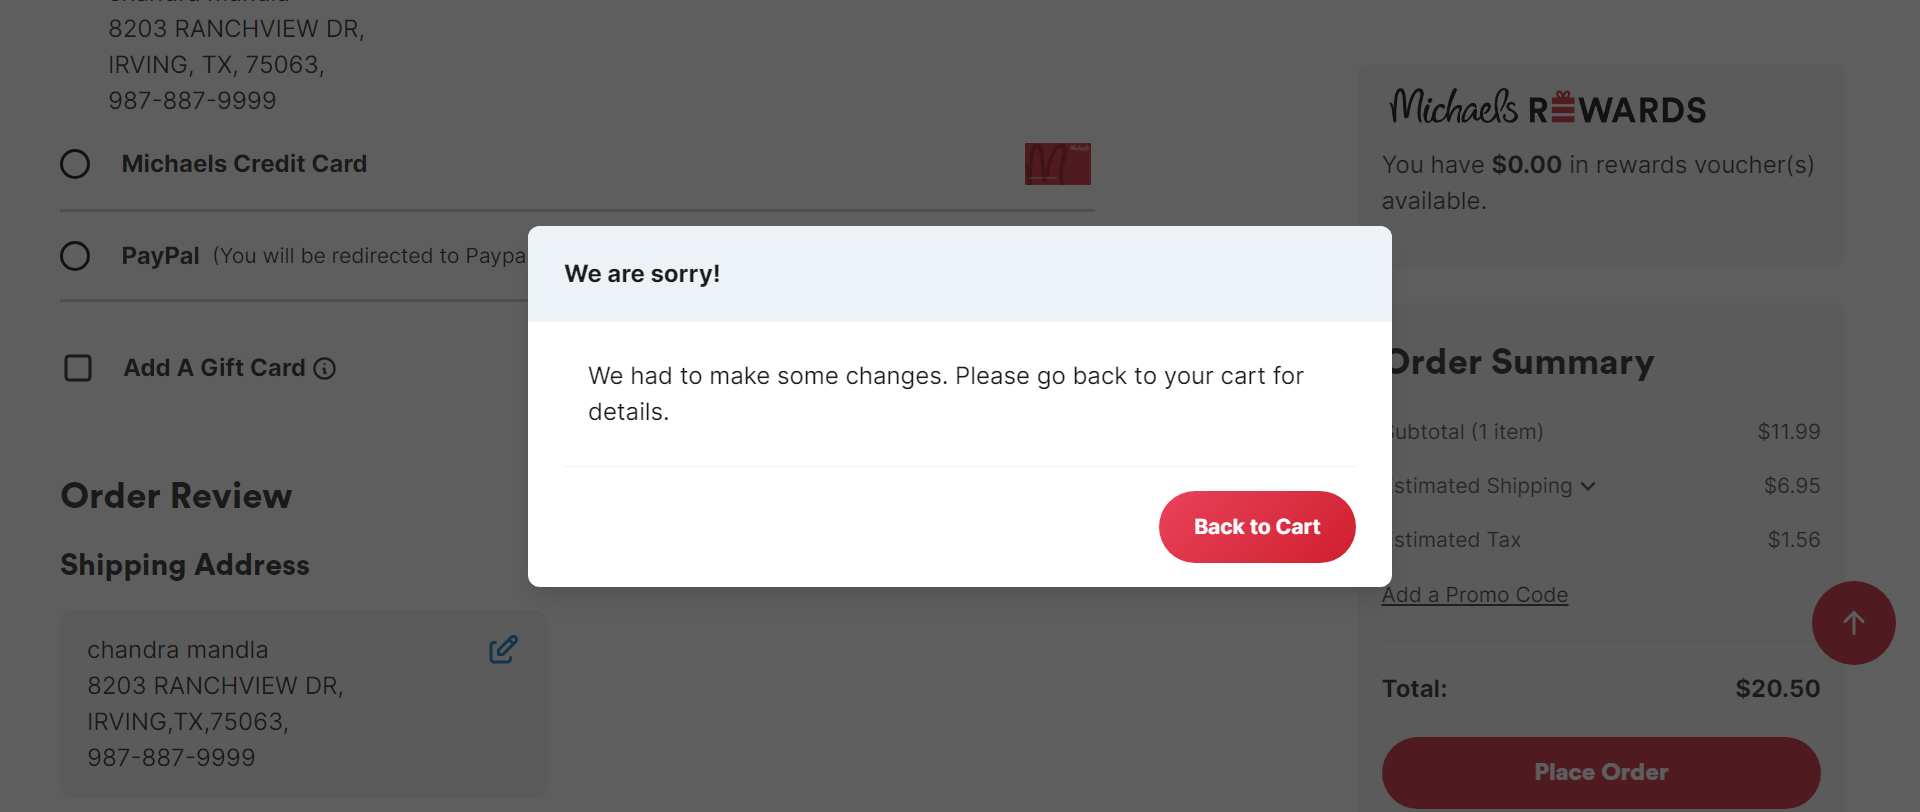 8203 RANCHVIEW DR,
IRVING, TX, 75063,
987-887-9999
Michaels Credit Card
PayPal (You will be redirected to Paypa
Add A Gift Card
Order Review
Shipping Address
chandra mandla
8203 RANCHVIEW DR,
IRVING,TX,75063,
987-887-9999
We are sorry!
We had to make some changes. Please go back to your cart for
details.
Back to Cart
Michaels REWARDS
You have $0.00 in rewards voucher(s)
available.
Order Summary
Subtotal (1 item) $11.99
Estimated Shipping $6.95
Estimated Tax $1.56
Add a Promo Code
Total: $20.50
Place Order